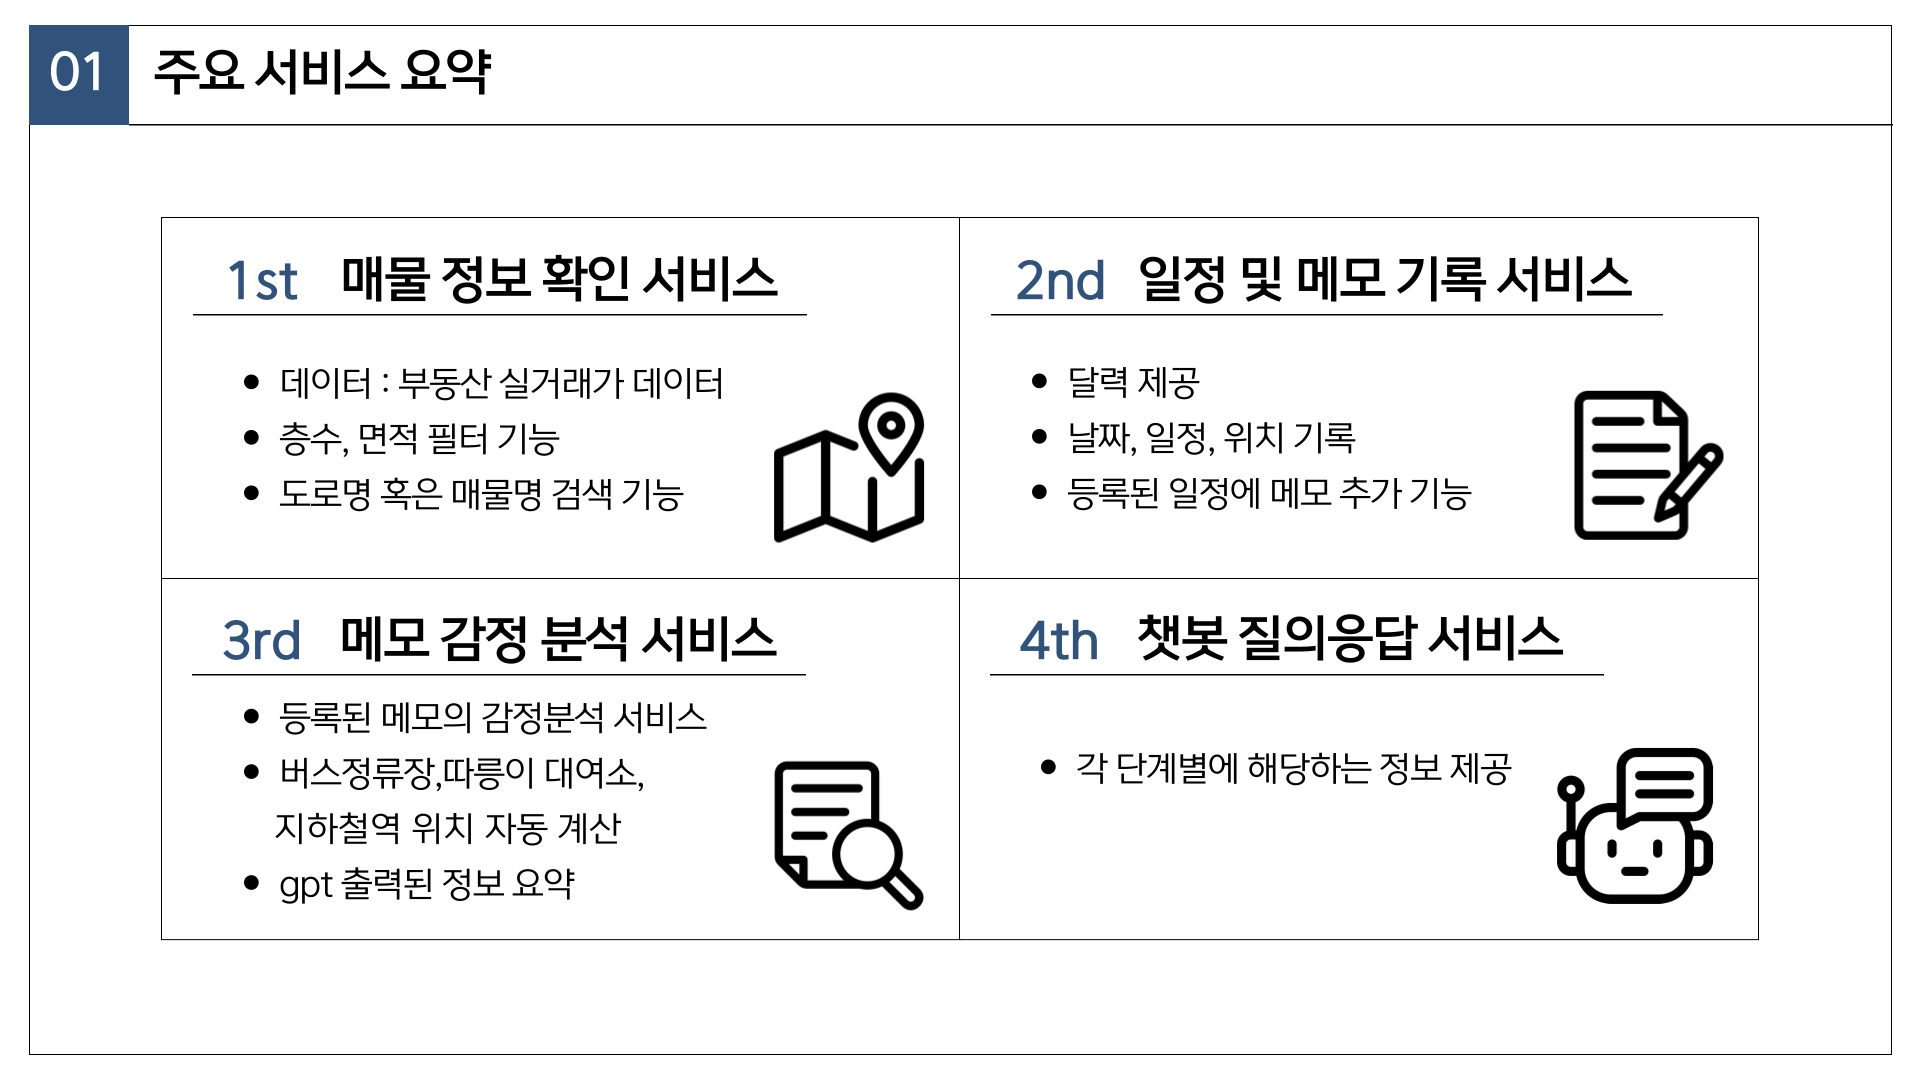 01 주요 서비스 요약
1st 매물 정보 확인 서비스
● 데이터 : 부동산 실거래가 데이터
● 층수, 면적 필터 기능
● 도로명 혹은 매물명 검색 기능
2nd 일정 및 메모 기록 서비스
● 달력 제공
● 날짜, 일정, 위치 기록
● 등록된 일정에 메모 추가 기능
3rd 메모 감정 분석 서비스
● 등록된 메모의 감정분석 서비스
● 버스정류장,따릉이 대여소,
지하철역 위치 자동 계산
● gpt 출력된 정보 요약
4th 챗봇 질의응답 서비스
● 각 단계별에 해당하는 정보 제공